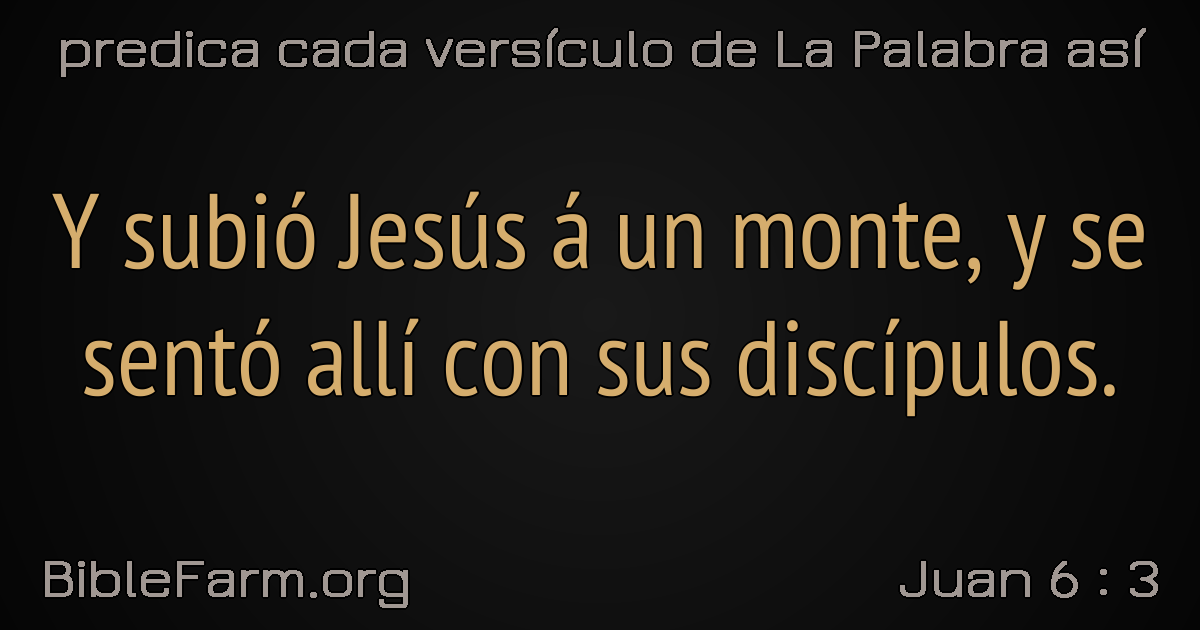 predica cada versículo de La Palabra así
Y subió Jesús á un monte, y se
sentó allí con sus discípulos.
BibleFarm.org
Juan 6 : 3